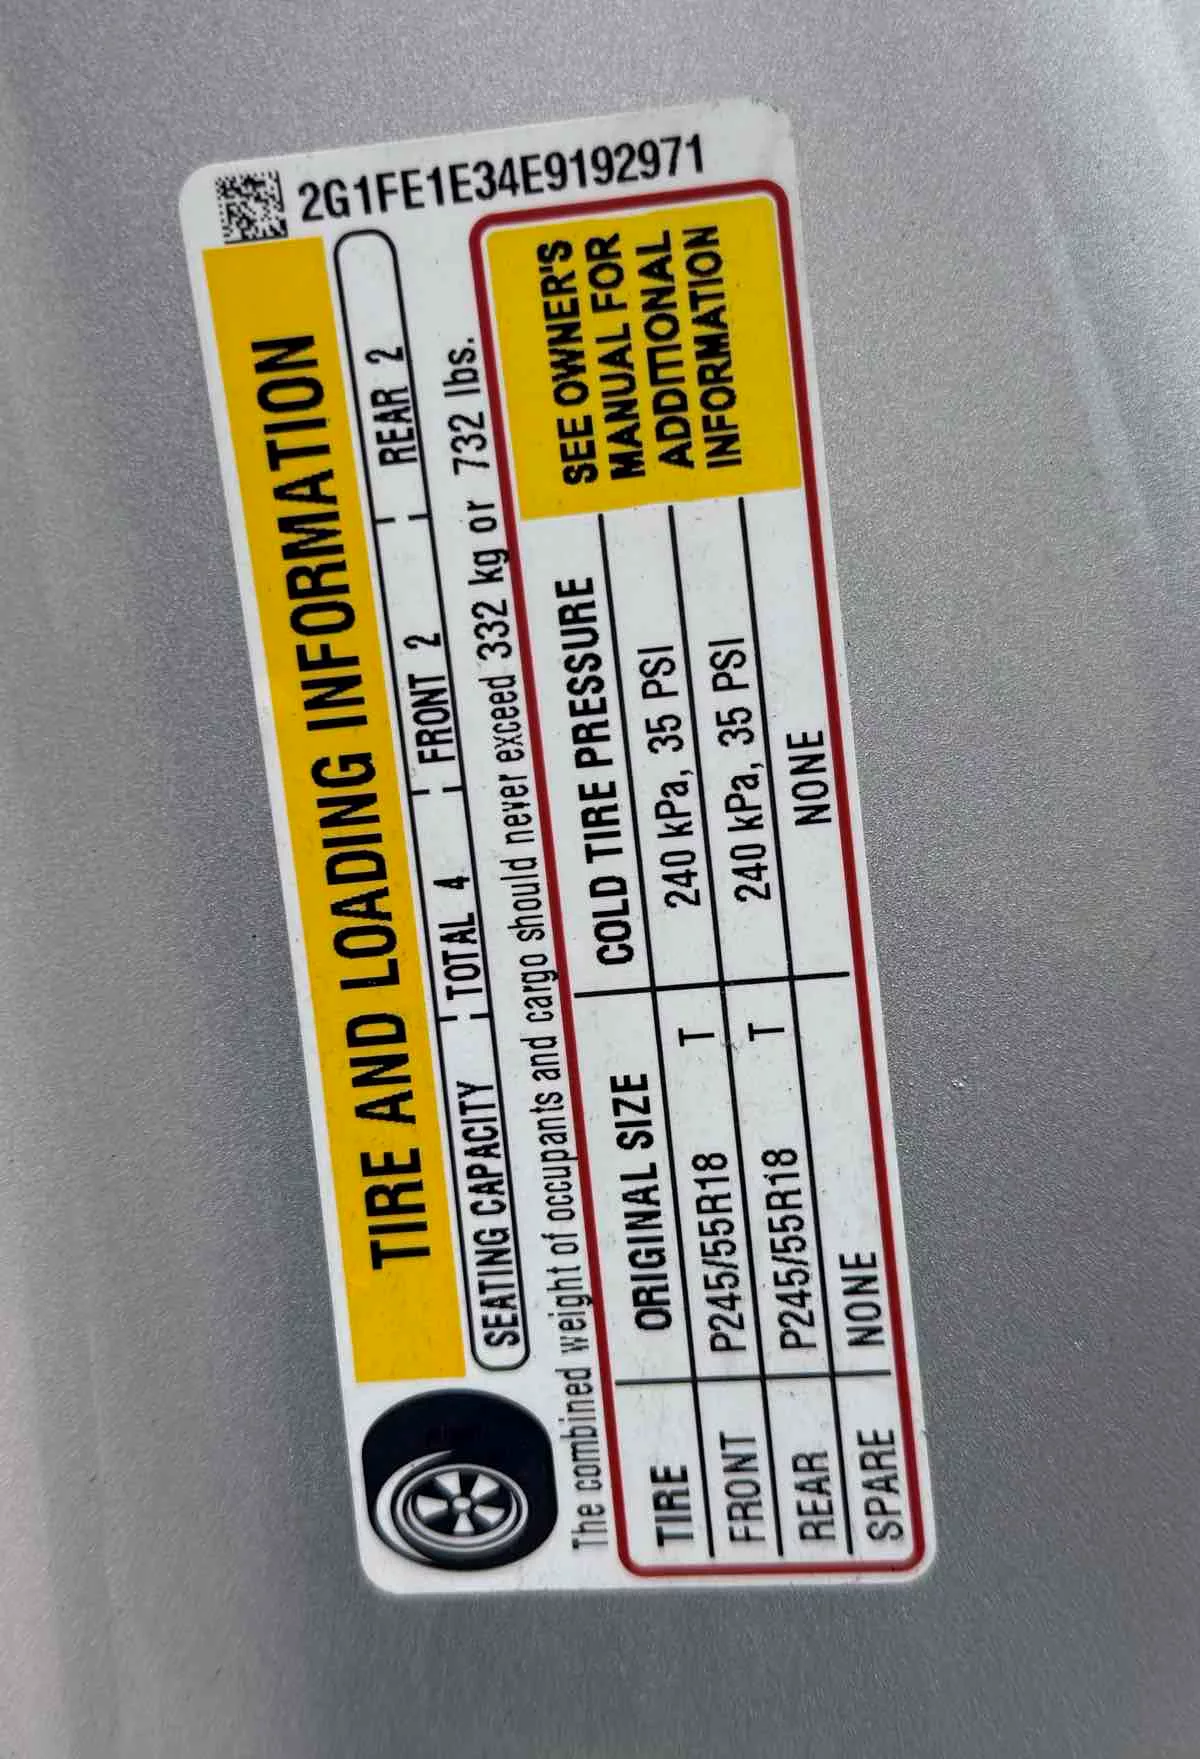 2G1FE1E34E9192971
TIRE AND LOADING INFORMATION
SEATING CAPACITY TOTAL 4 FRONT 2 REAR 2
The combined weight of occupants and cargo should never exceed 332 kg or 732 lbs.
TIRE ORIGINAL SIZE COLD TIRE PRESSURE
FRONT P245/55R18 T 240 kPa, 35 PSI
REAR P245/55R18 T 240 kPa, 35 PSI
SPARE NONE NONE
SEE OWNER'S
MANUAL FOR
ADDITIONAL
INFORMATION